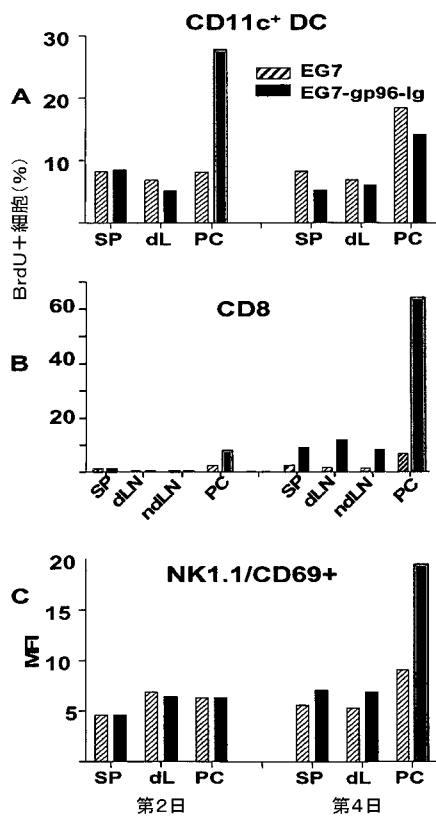 CD11c+ DC
EG7
EG7-gp96-Ig
A
30
20
10
SP dL PC SP dL PC
BrdU+細胞(%)
CD8
B
60
40
20
10
SP dLN ndLN PC SP dLN ndLN PC
NK1.1/CD69+
C
MFI
20
15
10
5
SP dL PC SP dL PC
第2日 第4日